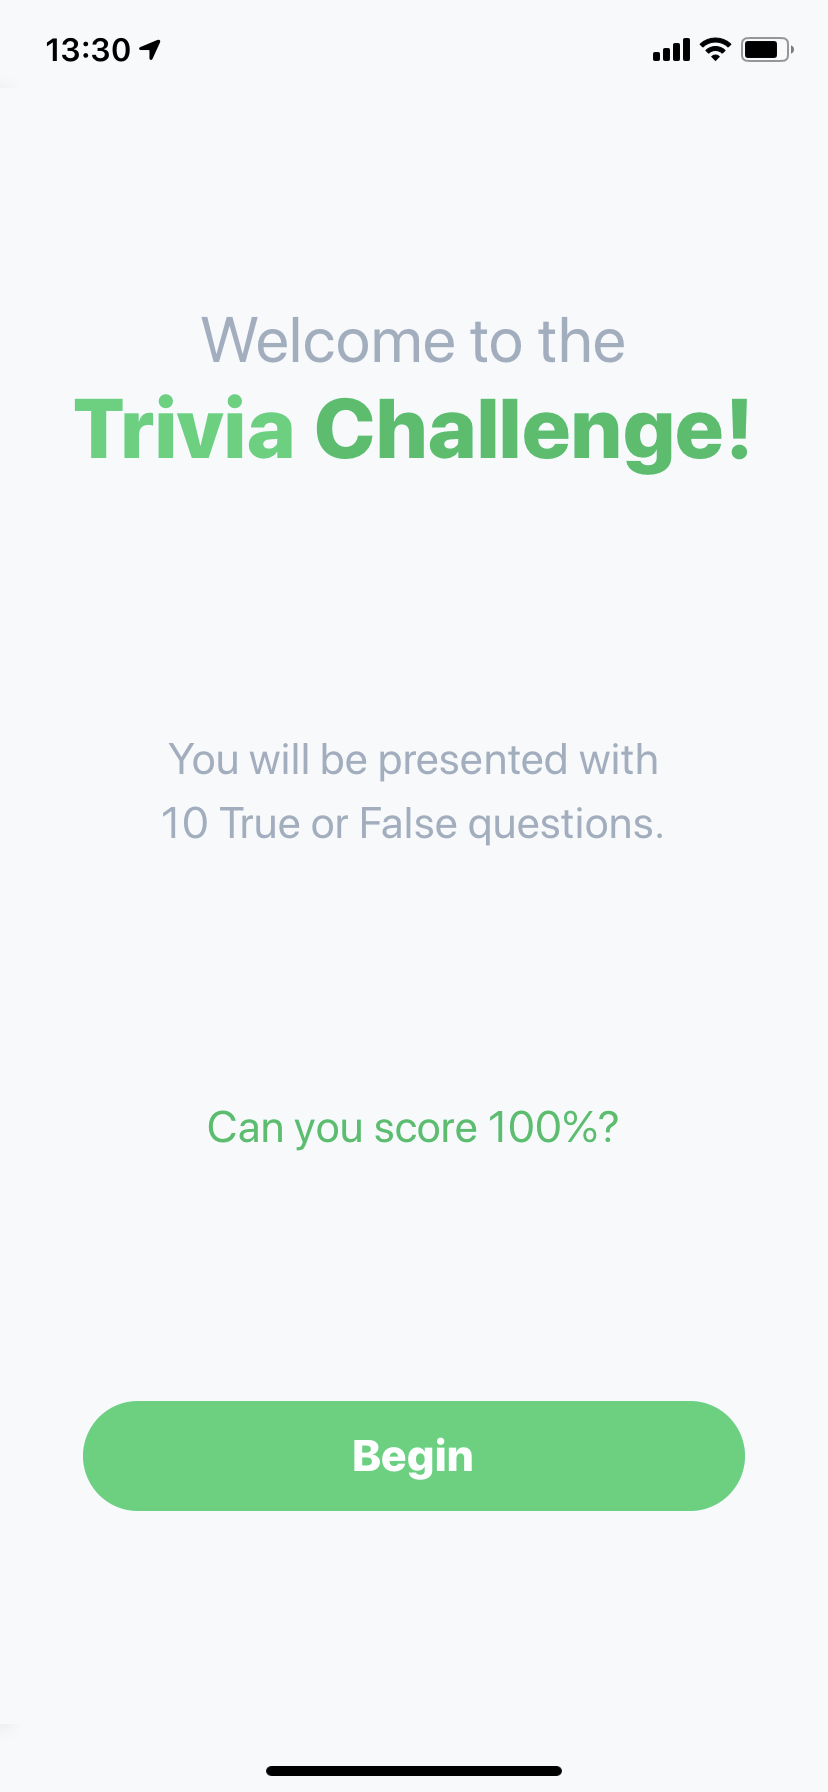 13:30
Welcome to the
Trivia Challenge!
You will be presented with
10 True or False questions.
Can you score 100%?
Begin